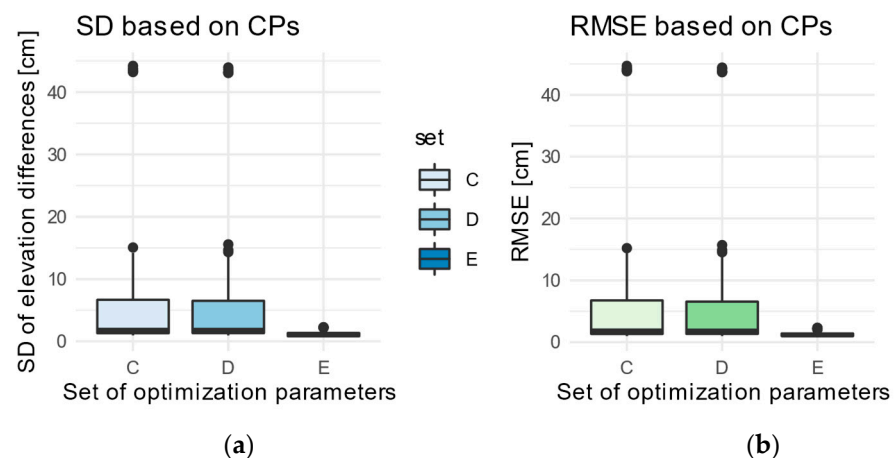 SD based on CPs
SD of elevation differences [cm]
40
30
20
10
0
C
D
E
Set of optimization parameters
(a)
set
C
D
E
RMSE based on CPs
RMSE [cm]
40
30
20
10
0
C
D
E
Set of optimization parameters
(b)